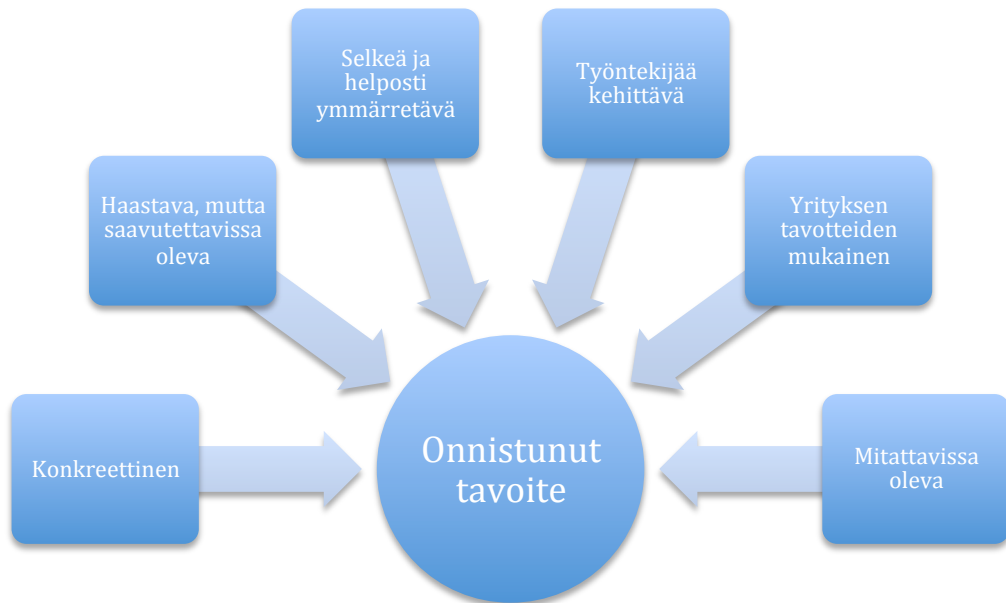 Selkeä ja
helposti
ymmärretävä
Työntekijää
kehittävä
Haastava, mutta
saavutettavissa
oleva
Yrityksen
tavotteiden
mukainen
Konkreettinen
Onnistunut
tavoite
Mitattavissa
oleva